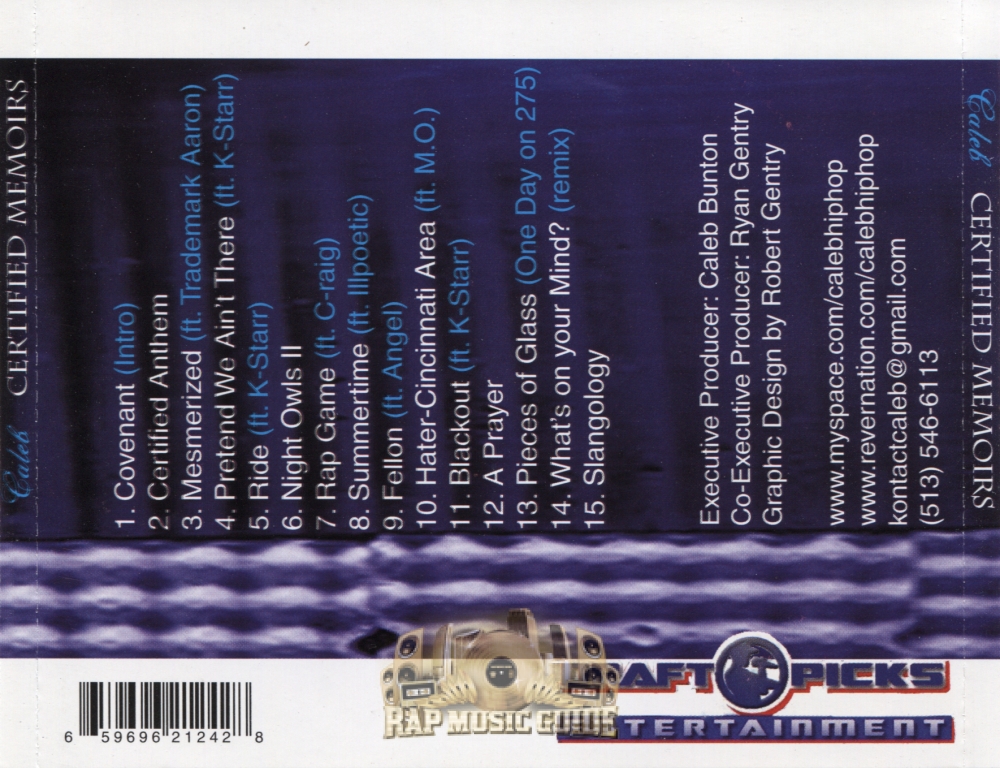 Caleb CERTIFIED MEMOIRS
1. Covenant (Intro)
2. Certified Anthem
3. Mesmerized (ft. Trademark Aaron)
4. Pretend We Ain't There (ft. K-Starr)
5. Ride (ft. K-Starr)
6. Night Owls II
7. Rap Game (ft. C-raig)
8. Summertime (ft. Illpoetic)
9. Fellon (ft. Angel)
10. Hater-Cincinnati Area (ft. M.O.)
11. Blackout (ft. K-Starr)
12. A Prayer
13. Pieces of Glass (One Day on 275)
14. What's on your Mind? (remix)
15. Slangology
Executive Producer: Caleb Bunton
Co-Executive Producer: Ryan Gentry
Graphic Design by Robert Gentry
www.myspace.com/calebhiphop
www.revernation.com/calebhiphop
kontactcaleb@gmail.com
(513) 546-6113
Caleb CERTIFIED MEMOIRS
6 59696 21242 8
RAP MUSIC GUIDE
PICKS